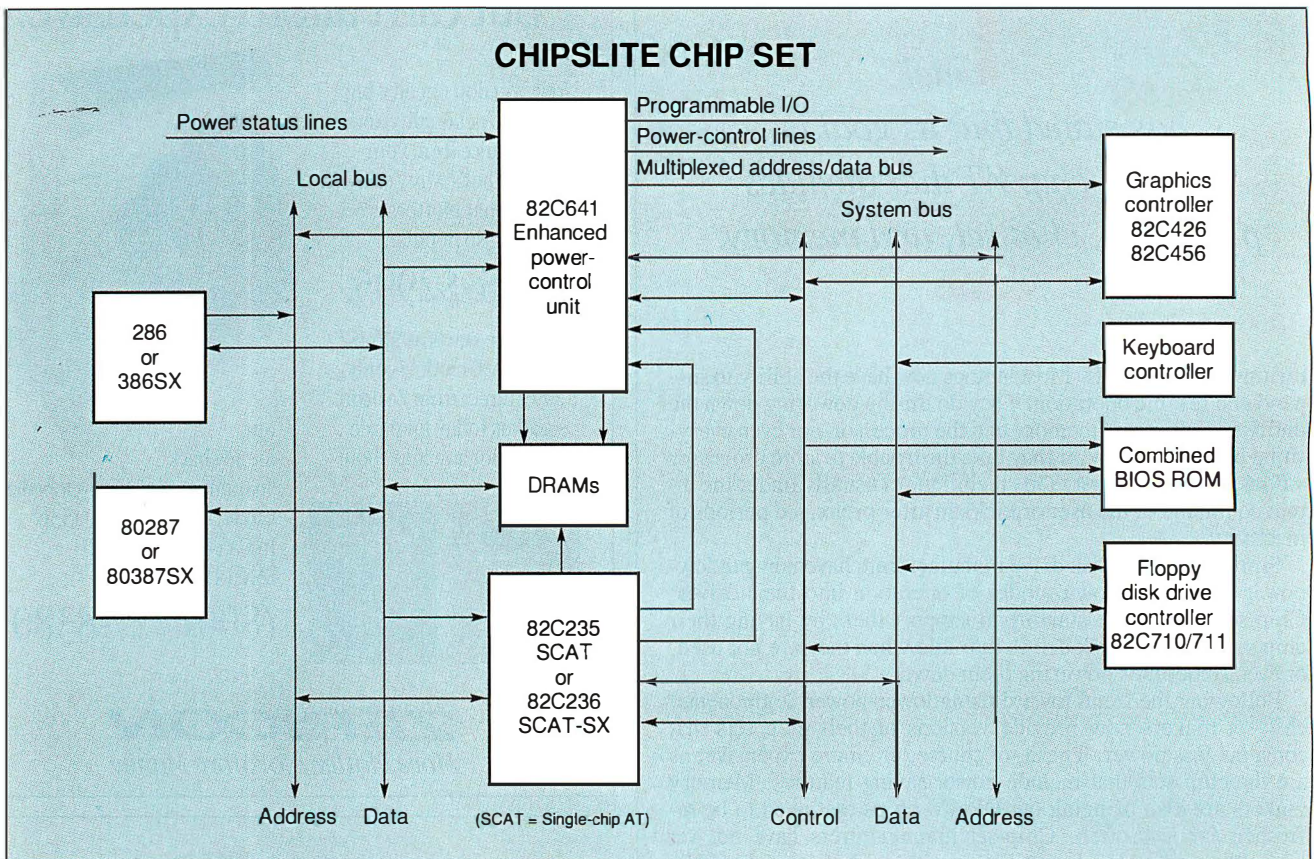 CHIPSLITE CHIP SET
Power status lines
Programmable I/O
Power-control lines
Multiplexed address/data bus
Local bus
System bus
82C641
Enhanced
power-
control
unit
Graphics
controller
82C426
82C456
286
or
386SX
Keyboard
controller
DRAMs
Combined
BIOS ROM
80287
or
80387SX
82C235
SCAT
or
82C236
SCAT-SX
Floppy
disk drive
controller
82C710/711
Address
Data
(SCAT = Single-chip AT)
Control
Data
Address